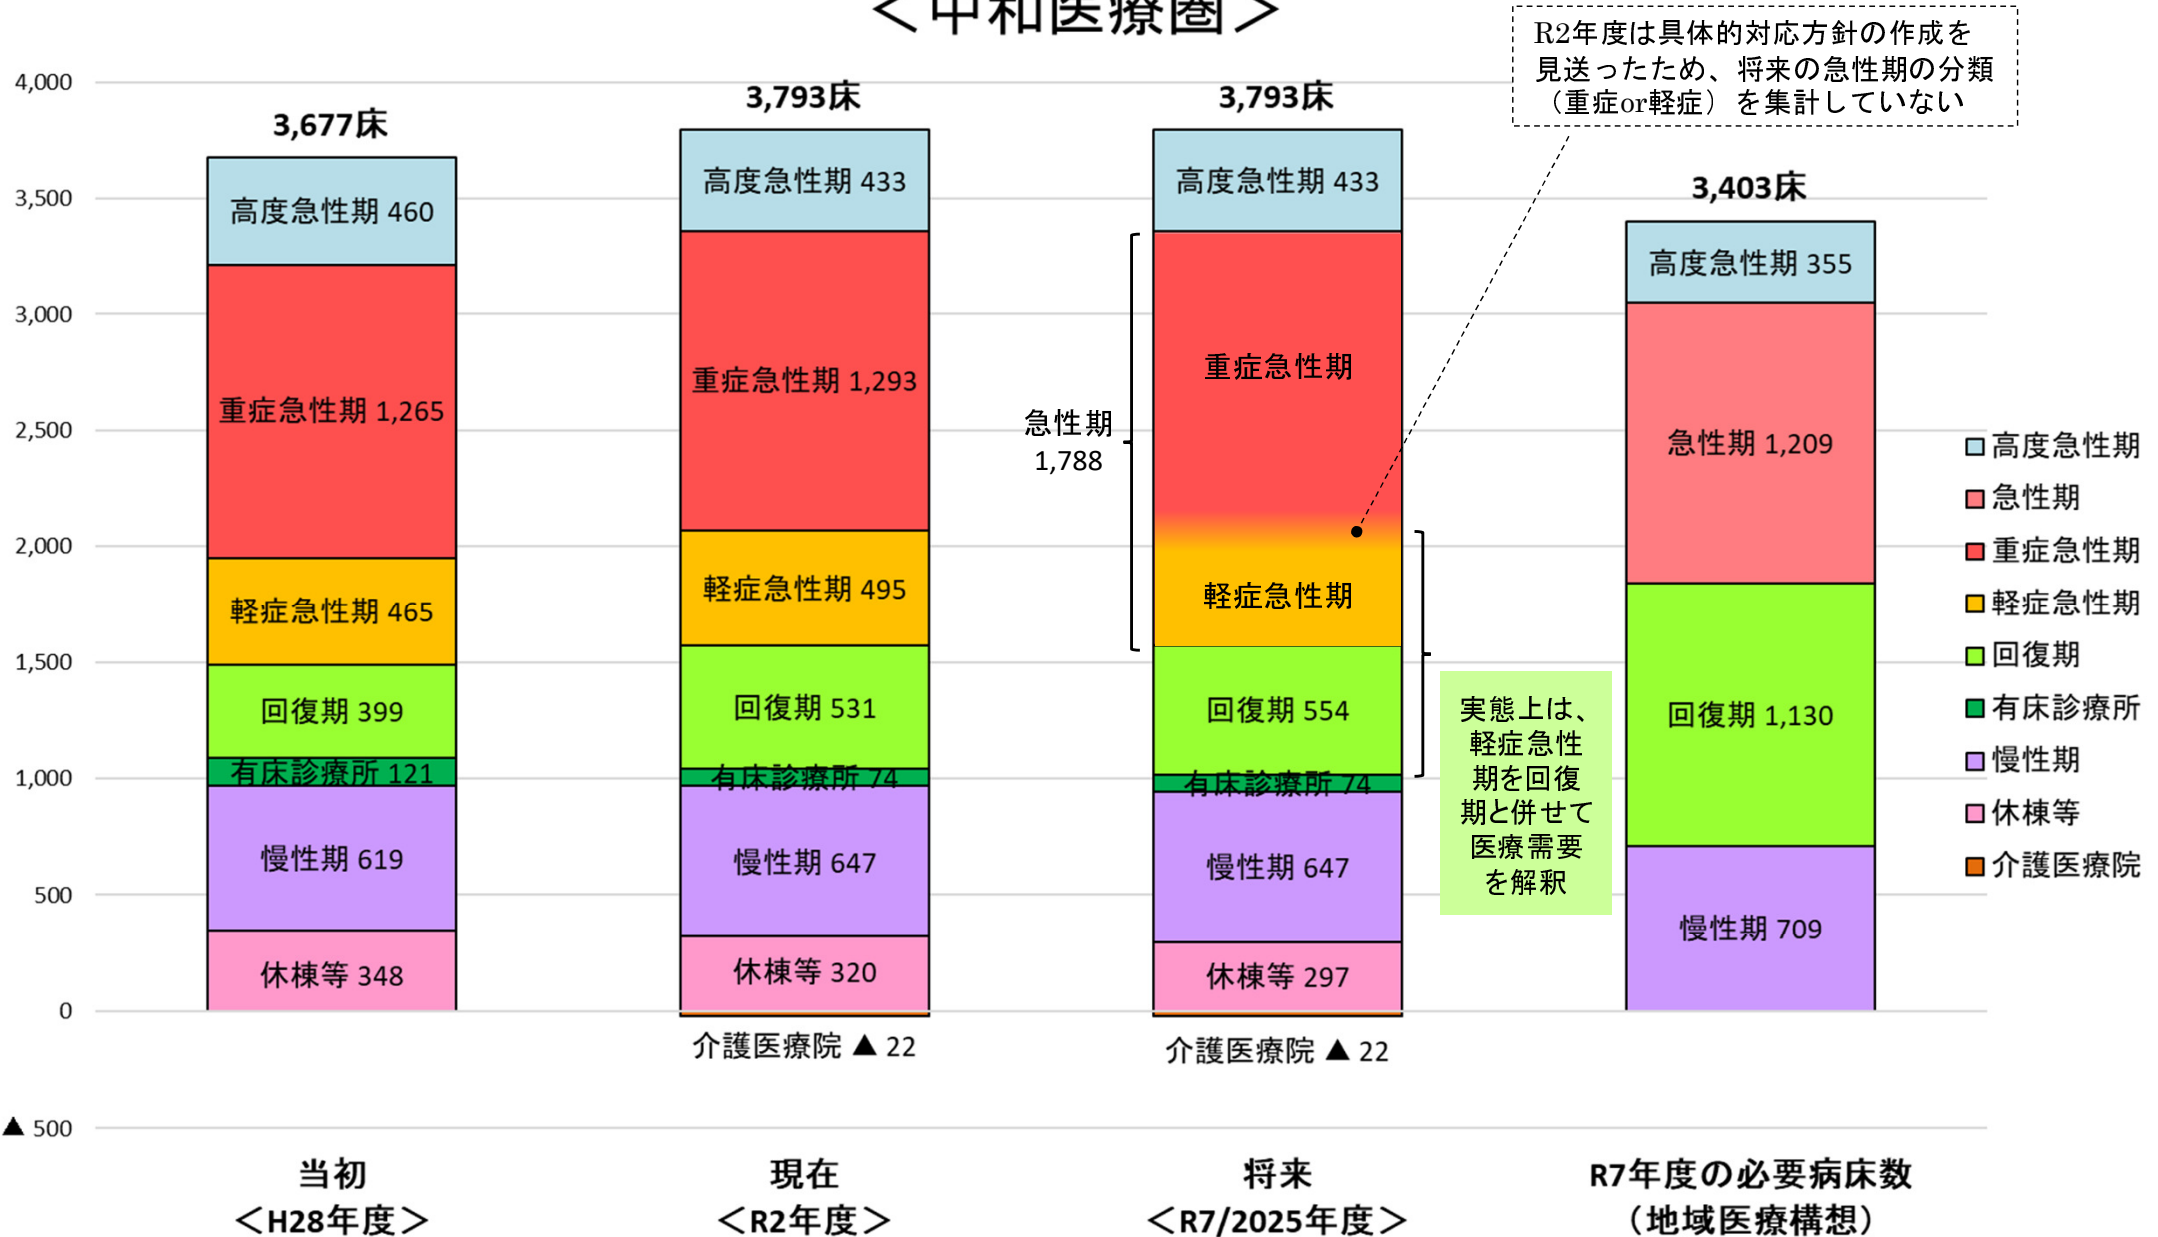 ＜中和医療圏＞
R2年度は具体的対応方針の作成を
見送ったため、将来の急性期の分類
（重症or軽症）を集計していない
4,000
3,500
3,000
2,500
2,000
1,500
1,000
500
0
▲ 500
3,677床
高度急性期 460
重症急性期 1,265
軽症急性期 465
回復期 399
有床診療所 121
慢性期 619
休棟等 348
当初
＜H28年度＞
3,793床
高度急性期 433
重症急性期 1,293
軽症急性期 495
回復期 531
有床診療所 74
慢性期 647
休棟等 320
介護医療院 ▲ 22
現在
＜R2年度＞
急性期
1,788
3,793床
高度急性期 433
重症急性期
軽症急性期
回復期 554
有床診療所 74
慢性期 647
休棟等 297
介護医療院 ▲ 22
将来
＜R7/2025年度＞
実態上は、
軽症急性
期を回復
期と併せて
医療需要
を解釈
3,403床
高度急性期 355
急性期 1,209
回復期 1,130
慢性期 709
R7年度の必要病床数
（地域医療構想）
高度急性期
急性期
重症急性期
軽症急性期
回復期
有床診療所
慢性期
休棟等
介護医療院